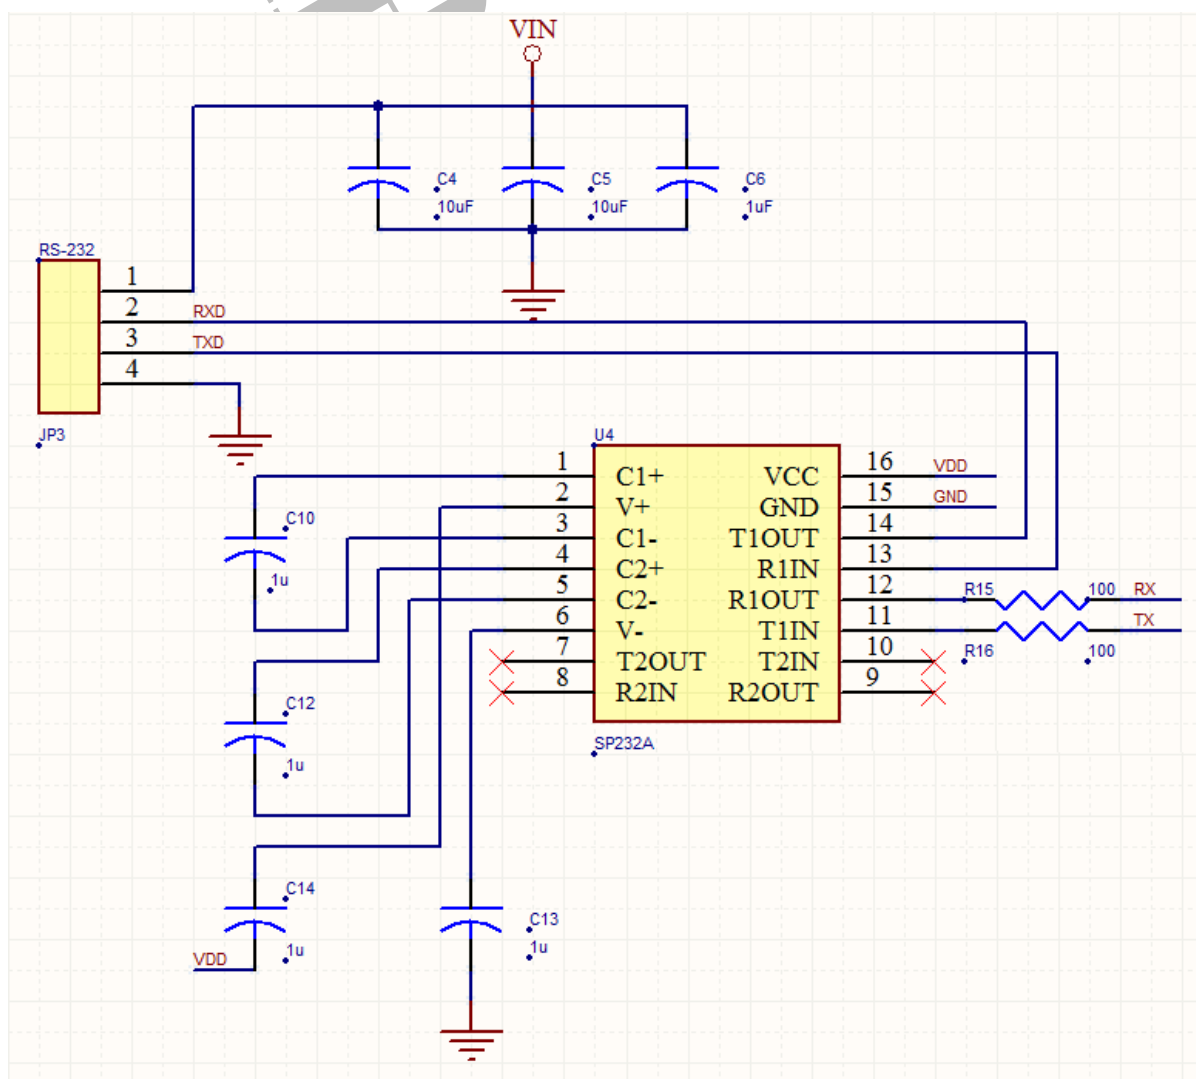 VIN
C4
10uF
C5
10uF
C6
1uF
RS-232
1
2 RXD
3 TXD
4
JP3
U4
1 C1+ VCC 16 VDD
2 V+ GND 15 GND
3 C1- T1OUT 14
4 C2+ R1IN 13
5 C2- R1OUT 12 R15 100 RX
6 V- T1IN 11 R16 100 TX
7 T2OUT T2IN 10
8 R2IN R2OUT 9
SP232A
C10
1u
C12
1u
C14
1u
VDD
C13
1u